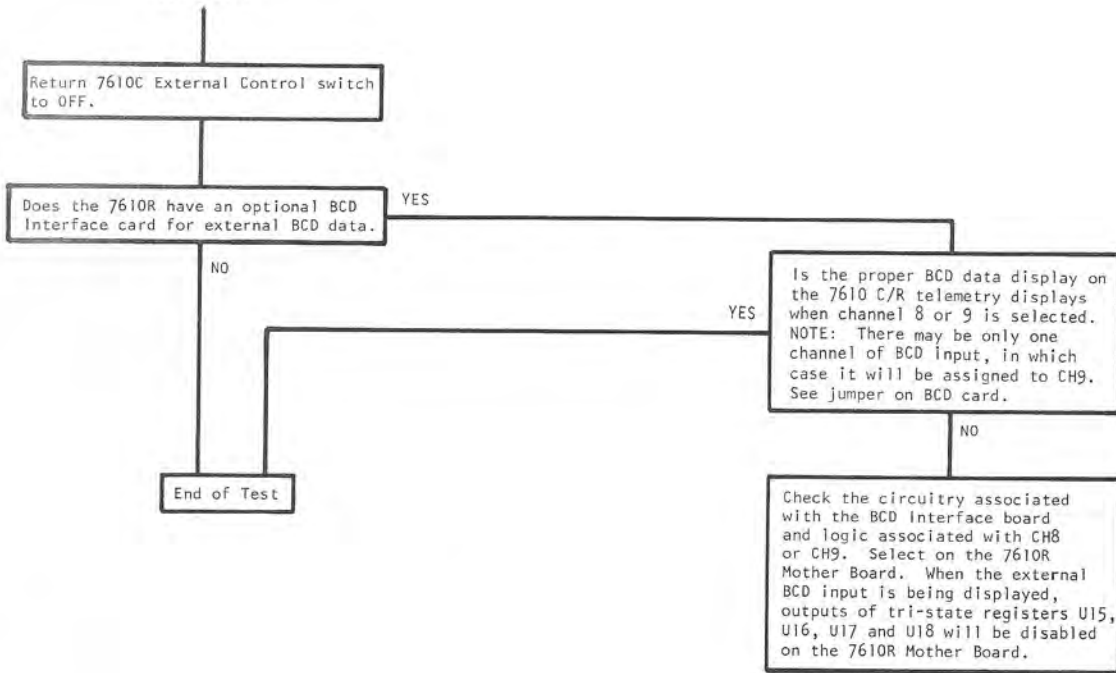 Return 7610C External Control switch
to OFF.
Does the 7610R have an optional BCD
Interface card for external BCD data.
YES
NO
Is the proper BCD data display on
the 7610 C/R telemetry displays
when channel 8 or 9 is selected.
NOTE: There may be only one
channel of BCD input, in which
case it will be assigned to CH9.
See jumper on BCD card.
YES
NO
End of Test
Check the circuitry associated
with the BCD Interface board
and logic associated with CH8
or CH9. Select on the 7610R
Mother Board. When the external
BCD input is being displayed,
outputs of tri-state registers U15,
U16, U17 and U18 will be disabled
on the 7610R Mother Board.